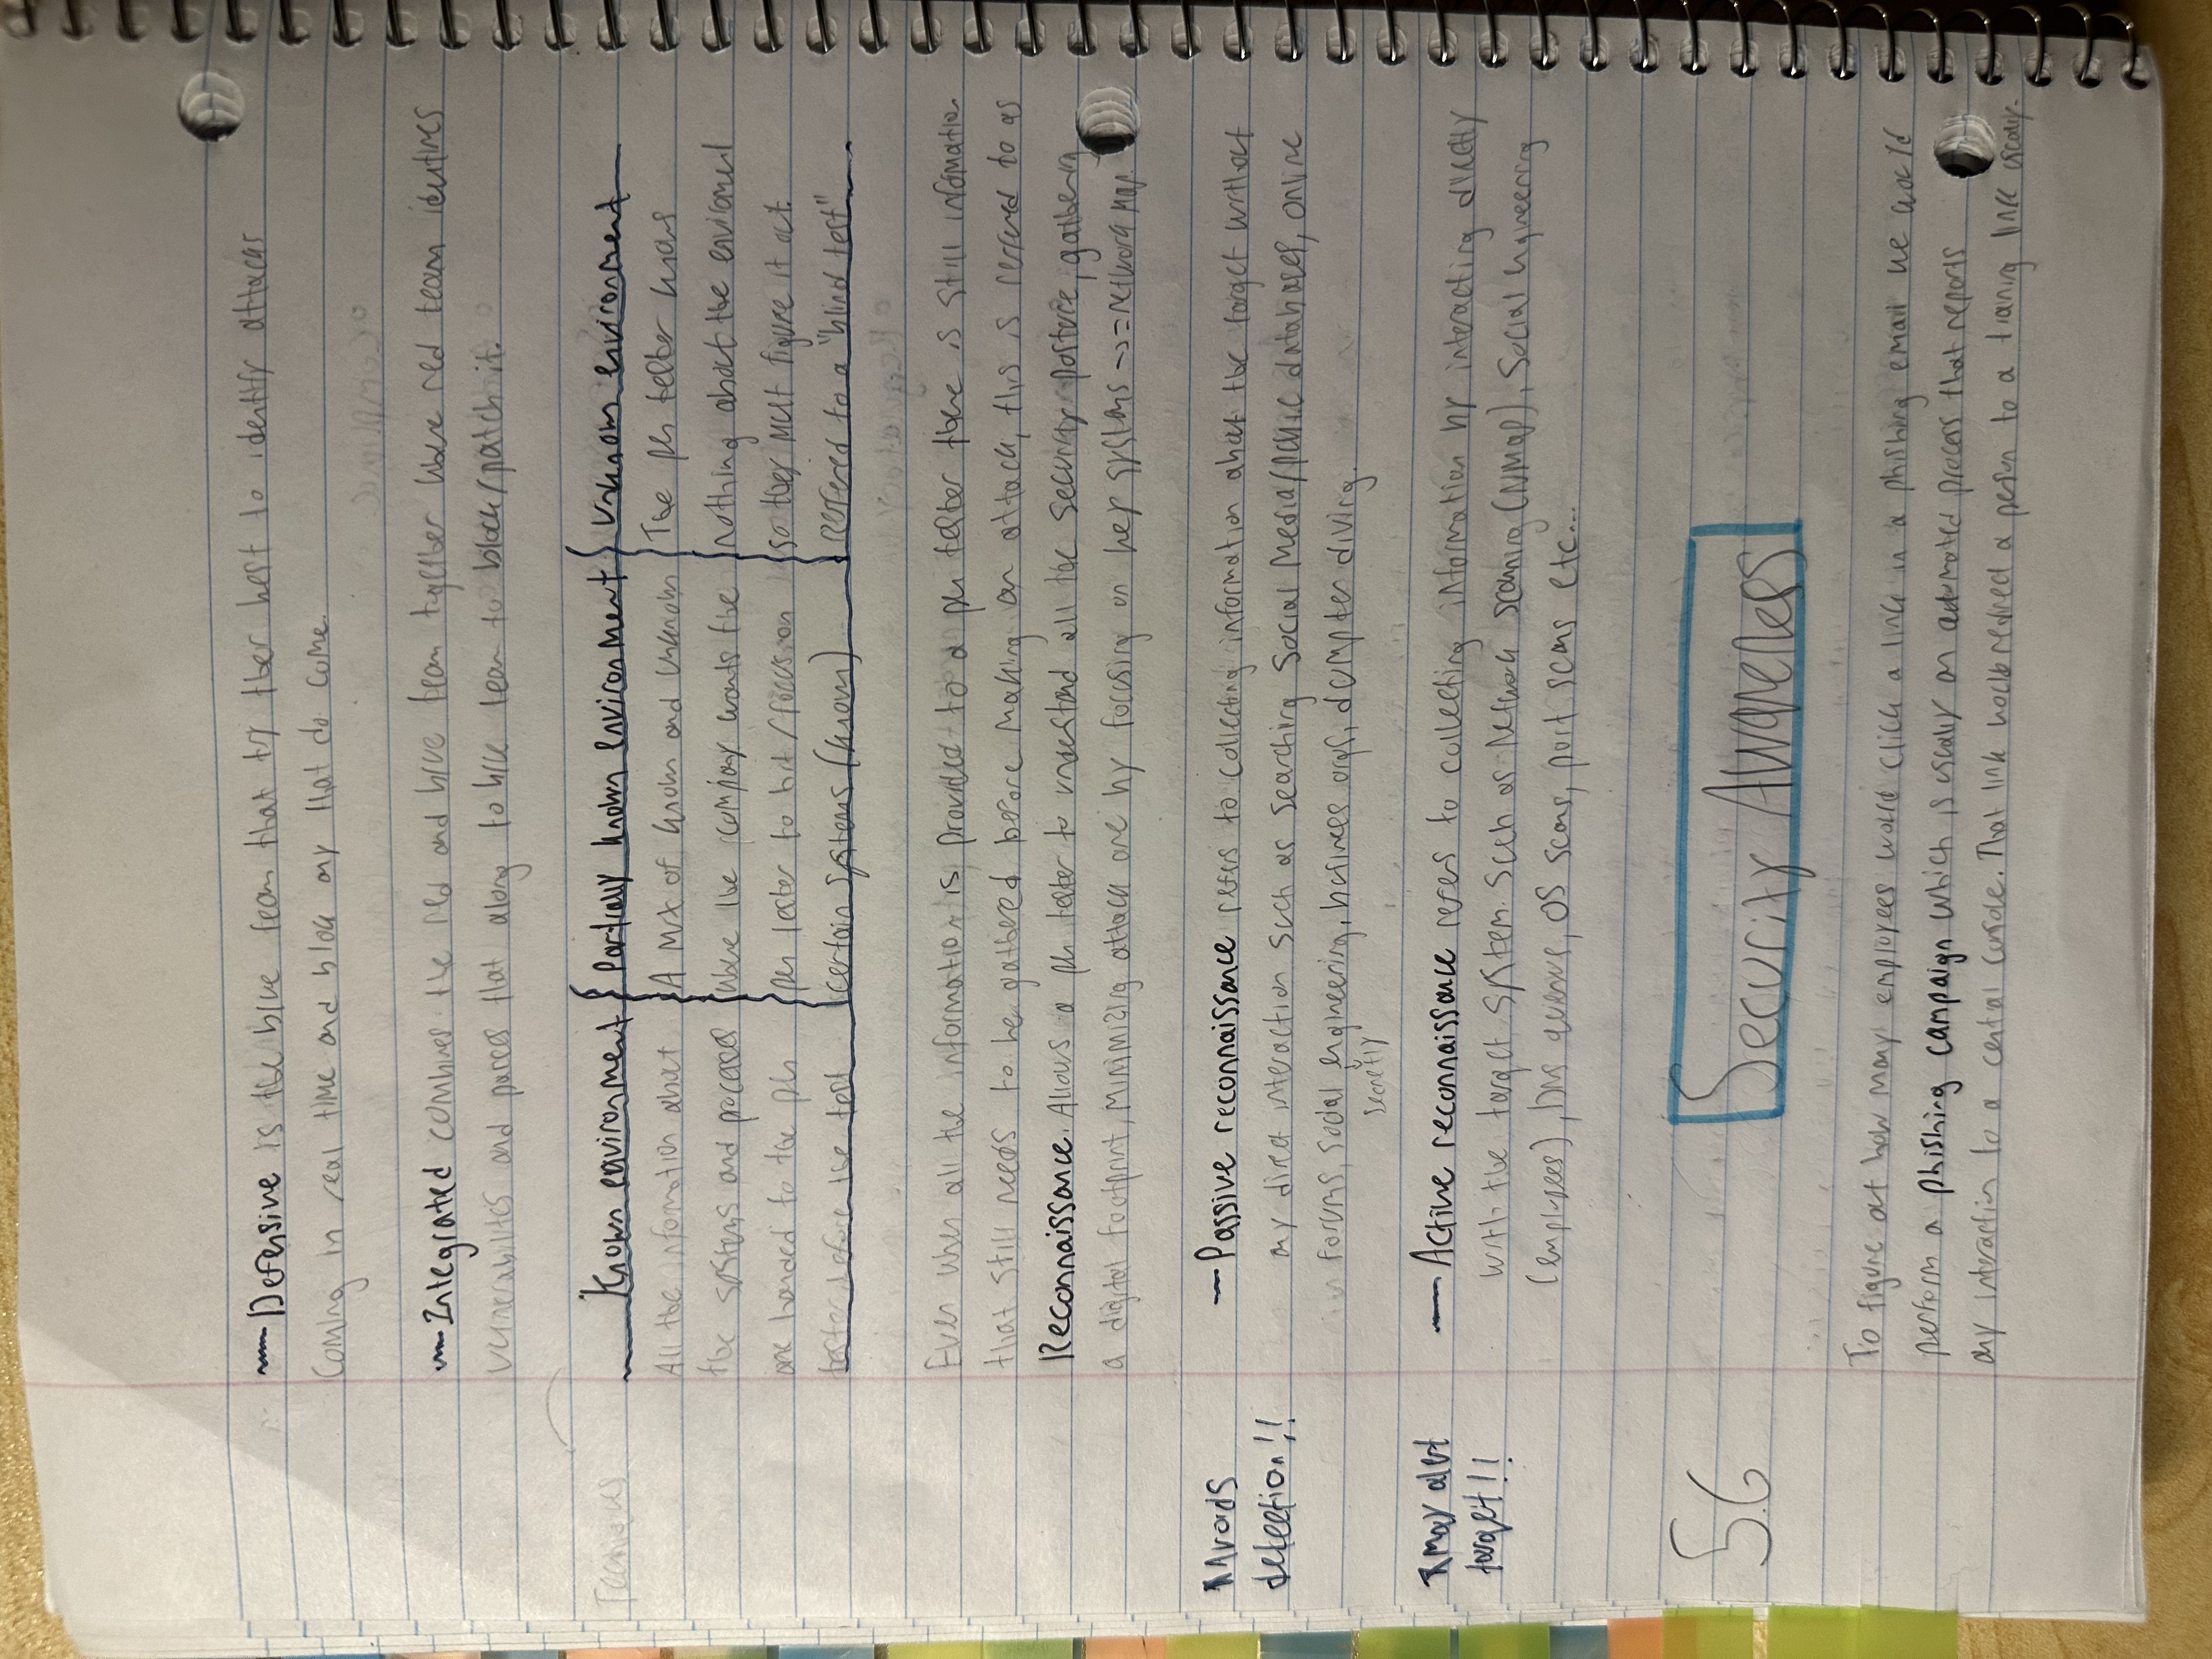 — Defensive is the blue team that try ther best to identify attacks
coming in real time and block any that do come.
— Integrated combines the red and blue team together where red team identifies
vulnerabilites and passes that along to blue team to block/patch it.
Tecniques
Known environment | Partially known environment | Unknown environment
All the information about | A mix of known and unknown | The pen tester knows
the systems and processes | where the company wants the | nothing about the enviroment
are handed to the pen | pen tester to hit/focus on | so they must figure it out.
tester before the test | certain systems (known) | Refered to a "blind test"
Even when all the information is provided to a pen tester there is still information
that still needs to be gathered before making an attack, this is referred to as
Reconnaissance. Allows a pen tester to understand all the security posture, gathering
a digital footprint, minimizing attack are by focusing on key systems -> = network map.
*Avoids
detection!!
— Passive reconnaissance refers to collecting information about the target without
any direct interaction such as searching social media/public databases, online
forums, social engineering, business orgs, dumpster diving.
secretly
*May alert
target!!
— Active reconnaissance refers to collecting information by interacting directly
with the target system. Such as network scanning (NMAP), social engineering
(employees), DNS queries, OS scans, port scans etc...
5.6
Security Awareness
To figure out how many employees would click a link in a phishing email we would
perform a phishing campaign which is usually an automated process that reports
any interaction to a central console. That link would redirect a person to a training link usually.